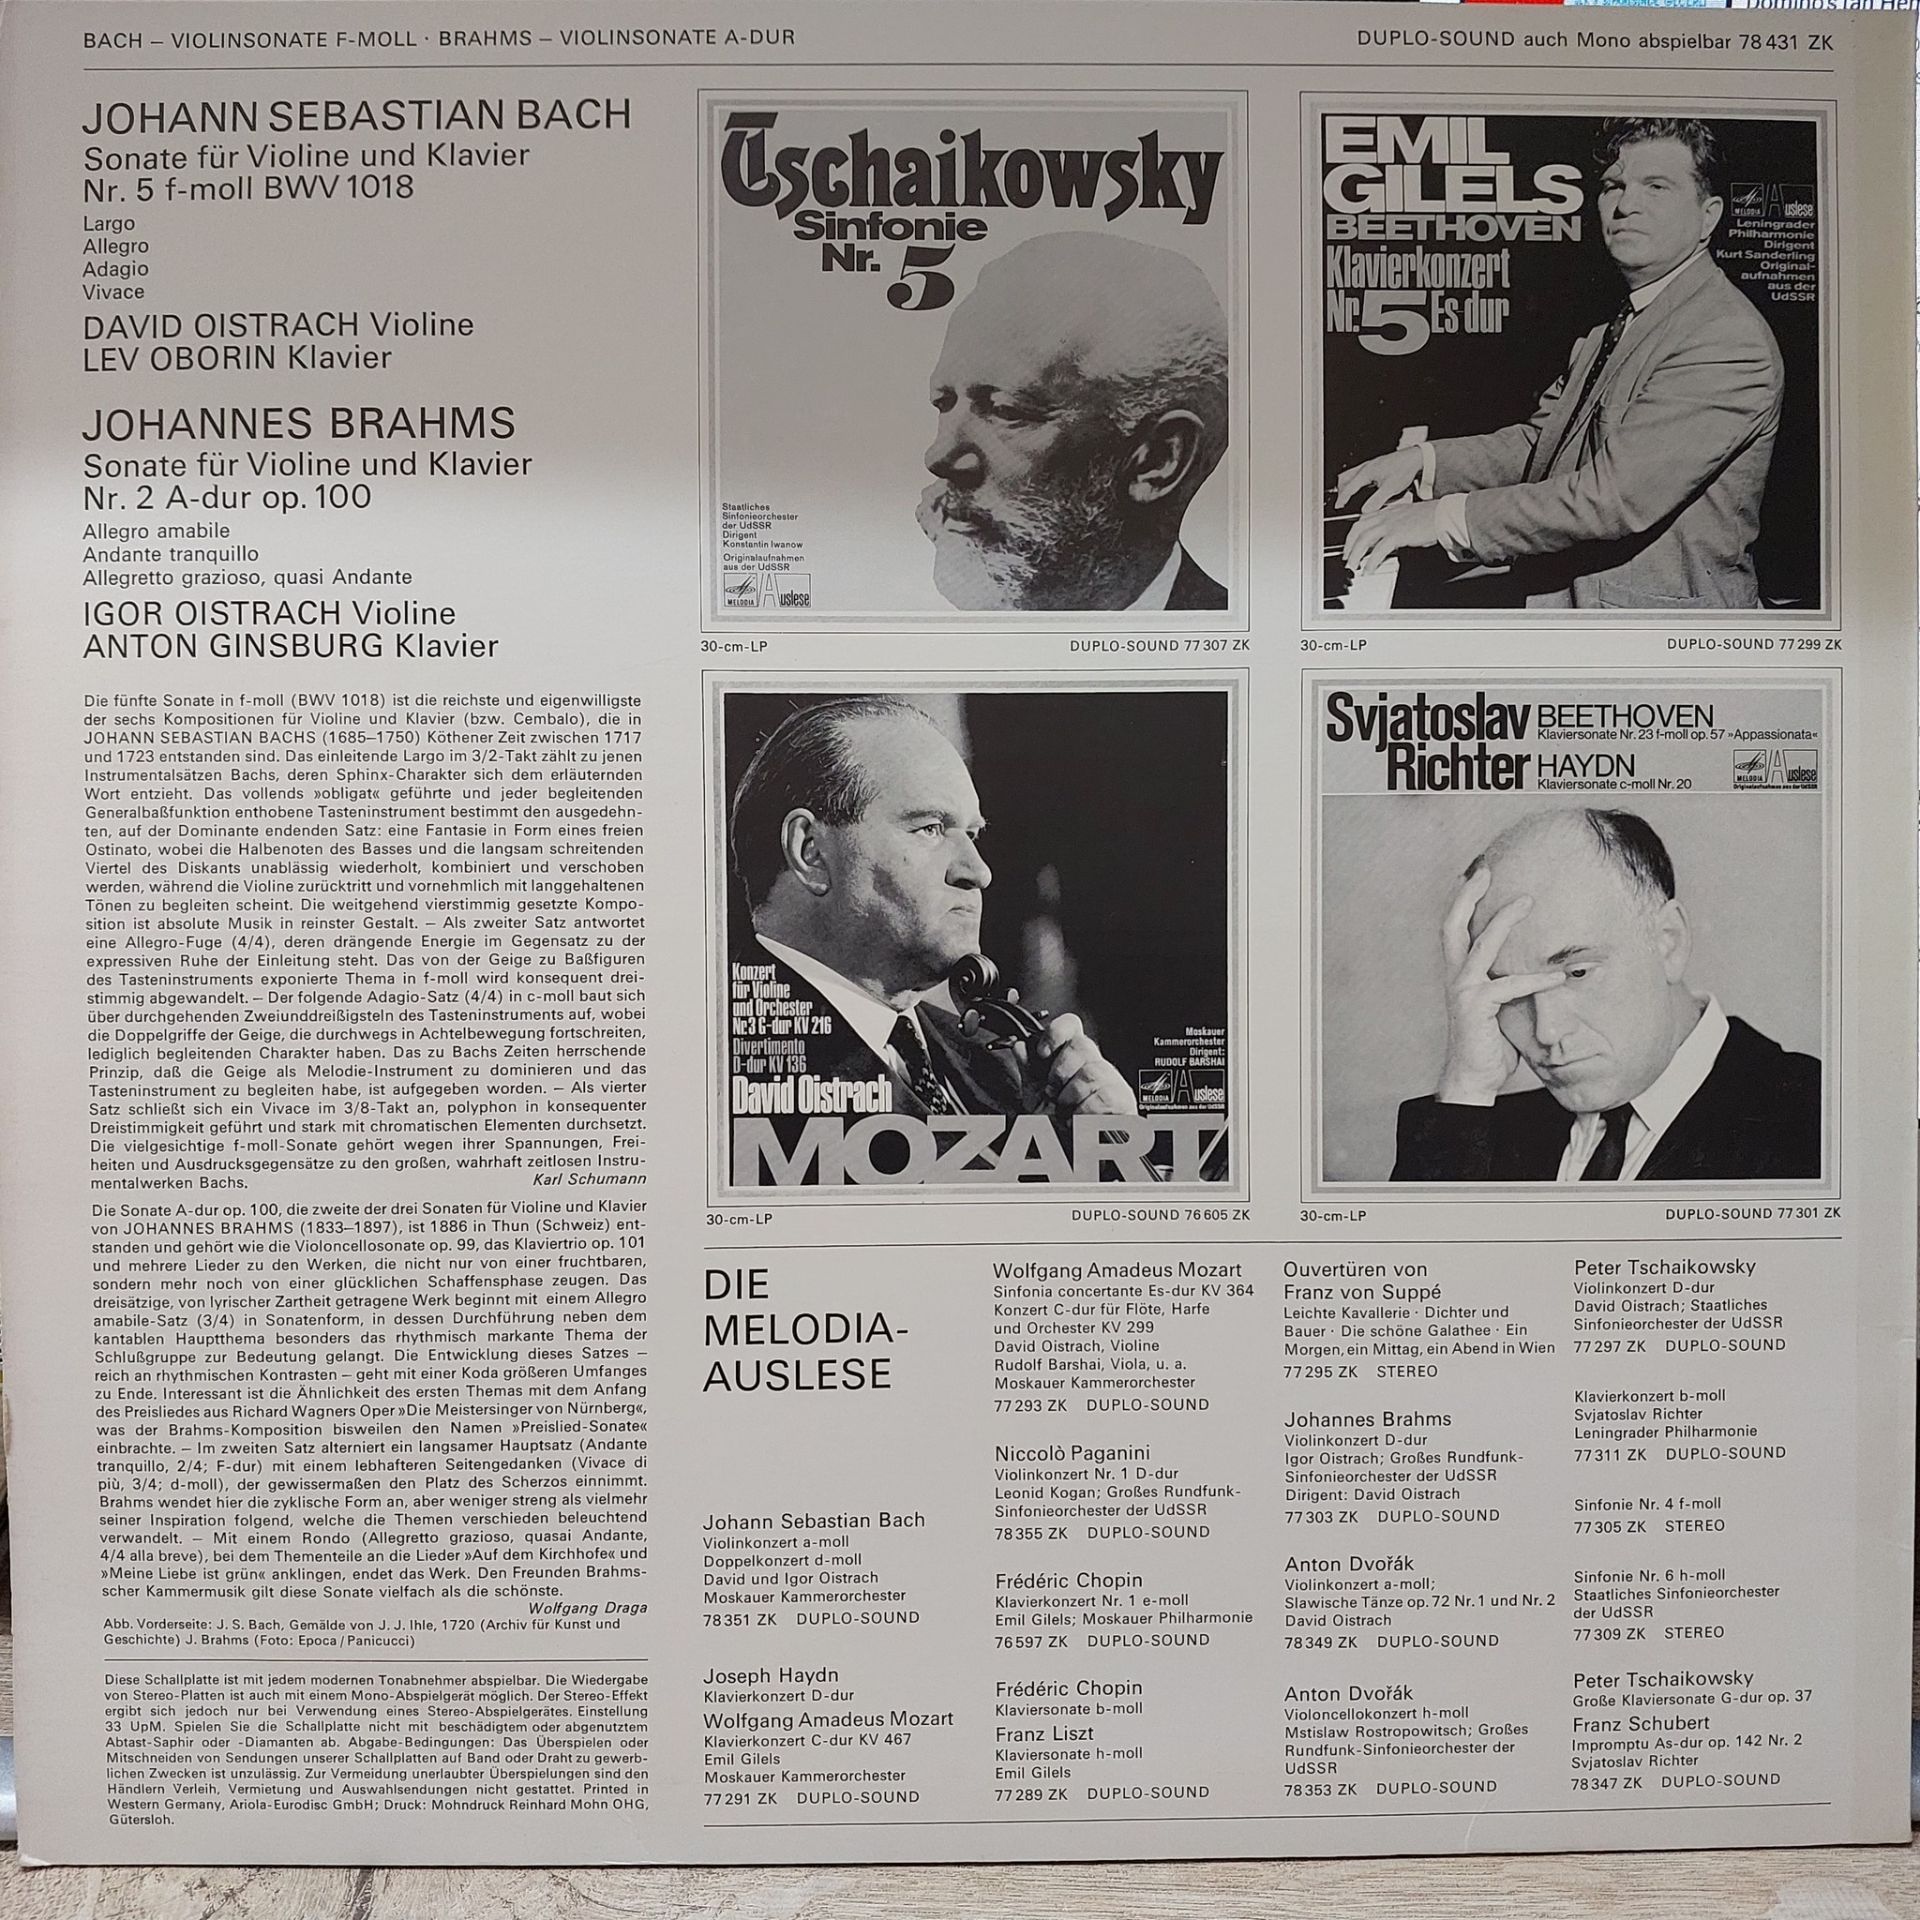 BACH – VIOLINSONATE F-MOLL · BRAHMS – VIOLINSONATE A-DUR
DUPLO-SOUND auch Mono abspielbar 78 431 ZK
JOHANN SEBASTIAN BACH
Sonate für Violine und Klavier
Nr. 5 f-moll BWV 1018
Largo
Allegro
Adagio
Vivace
DAVID OISTRACH Violine
LEV OBORIN Klavier
JOHANNES BRAHMS
Sonate für Violine und Klavier
Nr. 2 A-dur op. 100
Allegro amabile
Andante tranquillo
Allegretto grazioso, quasi Andante
IGOR OISTRACH Violine
ANTON GINSBURG Klavier
Die fünfte Sonate in f-moll (BWV 1018) ist die reichste und eigenwilligste
der sechs Kompositionen für Violine und Klavier (bzw. Cembalo), die in
JOHANN SEBASTIAN BACHS (1685–1750) Köthener Zeit zwischen 1717
und 1723 entstanden sind. Das einleitende Largo im 3/2-Takt zählt zu jenen
Instrumentalsätzen Bachs, deren Sphinx-Charakter sich dem erläuternden
Wort entzieht. Das vollends »obligat« geführte und jeder begleitenden
Generalbaßfunktion enthobene Tasteninstrument bestimmt den ausgedehn-
ten, auf der Dominante endenden Satz: eine Fantasie in Form eines freien
Ostinato, wobei die Halbenoten des Basses und die langsam schreitenden
Viertel des Diskants unablässig wiederholt, kombiniert und verschoben
werden, während die Violine zurücktritt und vornehmlich mit langgehaltenen
Tönen zu begleiten scheint. Die weitgehend vierstimmig gesetzte Kompo-
sition ist absolute Musik in reinster Gestalt. – Als zweiter Satz antwortet
eine Allegro-Fuge (4/4), deren drängende Energie im Gegensatz zu der
expressiven Ruhe der Einleitung steht. Das von der Geige zu Baßfiguren
des Tasteninstruments exponierte Thema in f-moll wird konsequent drei-
stimmig abgewandelt. – Der folgende Adagio-Satz (4/4) in c-moll baut sich
über durchgehenden Zweiunddreißigsteln des Tasteninstruments auf, wobei
die Doppelgriffe der Geige, die durchwegs in Achtelbewegung fortschreiten,
lediglich begleitenden Charakter haben. Das zu Bachs Zeiten herrschende
Prinzip, daß die Geige als Melodie-Instrument zu dominieren und das
Tasteninstrument zu begleiten habe, ist aufgegeben worden. – Als vierter
Satz schließt sich ein Vivace im 3/8-Takt an, polyphon in konsequenter
Dreistimmigkeit geführt und stark mit chromatischen Elementen durchsetzt.
Die vielgesichtige f-moll-Sonate gehört wegen ihrer Spannungen, Frei-
heiten und Ausdrucksgegensätze zu den großen, wahrhaft zeitlosen Instru-
mentalwerken Bachs. Karl Schumann
Die Sonate A-dur op. 100, die zweite der drei Sonaten für Violine und Klavier
von JOHANNES BRAHMS (1833–1897), ist 1886 in Thun (Schweiz) ent-
standen und gehört wie die Violoncellosonate op. 99, das Klaviertrio op. 101
und mehrere Lieder zu den Werken, die nicht nur von einer fruchtbaren,
sondern mehr noch von einer glücklichen Schaffensphase zeugen. Das
dreisätzige, von lyrischer Zartheit getragene Werk beginnt mit einem Allegro
amabile-Satz (3/4) in Sonatenform, in dessen Durchführung neben dem
kantablen Hauptthema besonders das rhythmisch markante Thema der
Schlußgruppe zur Bedeutung gelangt. Die Entwicklung dieses Satzes –
reich an rhythmischen Kontrasten – geht mit einer Koda größeren Umfanges
zu Ende. Interessant ist die Ähnlichkeit des ersten Themas mit dem Anfang
des Preisliedes aus Richard Wagners Oper »Die Meistersinger von Nürnberg«,
was der Brahms-Komposition bisweilen den Namen »Preislied-Sonate«
einbrachte. – Im zweiten Satz alterniert ein langsamer Hauptsatz (Andante
tranquillo, 2/4; F-dur) mit einem lebhafteren Seitengedanken (Vivace di
più, 3/4; d-moll), der gewissermaßen den Platz des Scherzos einnimmt.
Brahms wendet hier die zyklische Form an, aber weniger streng als vielmehr
seiner Inspiration folgend, welche die Themen verschieden beleuchtend
verwandelt. – Mit einem Rondo (Allegretto grazioso, quasai Andante,
4/4 alla breve), bei dem Thementeile an die Lieder »Auf dem Kirchhofe« und
»Meine Liebe ist grün« anklingen, endet das Werk. Den Freunden Brahms-
scher Kammermusik gilt diese Sonate vielfach als die schönste.
Wolfgang Draga
Abb. Vorderseite: J. S. Bach, Gemälde von J. J. Ihle, 1720 (Archiv für Kunst und
Geschichte) J. Brahms (Foto: Epoca / Panicucci)
Diese Schallplatte ist mit jedem modernen Tonabnehmer abspielbar. Die Wiedergabe
von Stereo-Platten ist auch mit einem Mono-Abspielgerät möglich. Der Stereo-Effekt
ergibt sich jedoch nur bei Verwendung eines Stereo-Abspielgerätes. Einstellung
33 UpM. Spielen Sie die Schallplatte nicht mit beschädigtem oder abgenutztem
Abtast-Saphir oder -Diamanten ab. Abgabe-Bedingungen: Das Überspielen oder
Mitschneiden von Sendungen unserer Schallplatten auf Band oder Draht zu gewerb-
lichen Zwecken ist unzulässig. Zur Vermeidung unerlaubter Überspielungen sind den
Händlern Verleih, Vermietung und Auswahlsendungen nicht gestattet. Printed in
Western Germany, Ariola-Eurodisc GmbH; Druck: Mohndruck Reinhard Mohn OHG,
Gütersloh.
Tschaikowsky
Sinfonie
Nr. 5
Staatliches
Sinfonieorchester
der UdSSR
Dirigent
Konstantin Iwanow
Originalaufnahmen
aus der UdSSR
MELODIA Auslese
30-cm-LP DUPLO-SOUND 77 307 ZK
EMIL
GILELS
BEETHOVEN
Klavierkonzert
Nr. 5 Es-dur
MELODIA Auslese
Leningrader
Philharmonie
Dirigent
Kurt Sanderling
Original-
aufnahmen
aus der
UdSSR
30-cm-LP DUPLO-SOUND 77 299 ZK
Konzert
für Violine
und Orchester
Nr. 3 G-dur KV 216
Divertimento
D-dur KV 136
David Oistrach
MOZART
Moskauer
Kammerorchester
Dirigent:
RUDOLF BARSHAI
MELODIA Auslese
Originalaufnahmen aus der UdSSR
30-cm-LP DUPLO-SOUND 76 605 ZK
Svjatoslav
Richter
BEETHOVEN
Klaviersonate Nr. 23 f-moll op. 57 »Appassionata«
HAYDN
Klaviersonate c-moll Nr. 20
MELODIA Auslese
Originalaufnahmen aus der UdSSR
30-cm-LP DUPLO-SOUND 77 301 ZK
DIE
MELODIA-
AUSLESE
Johann Sebastian Bach
Violinkonzert a-moll
Doppelkonzert d-moll
David und Igor Oistrach
Moskauer Kammerorchester
78 351 ZK DUPLO-SOUND
Joseph Haydn
Klavierkonzert D-dur
Wolfgang Amadeus Mozart
Klavierkonzert C-dur KV 467
Emil Gilels
Moskauer Kammerorchester
77 291 ZK DUPLO-SOUND
Wolfgang Amadeus Mozart
Sinfonia concertante Es-dur KV 364
Konzert C-dur für Flöte, Harfe
und Orchester KV 299
David Oistrach, Violine
Rudolf Barshai, Viola, u. a.
Moskauer Kammerorchester
77 293 ZK DUPLO-SOUND
Niccolò Paganini
Violinkonzert Nr. 1 D-dur
Leonid Kogan; Großes Rundfunk-
Sinfonieorchester der UdSSR
78 355 ZK DUPLO-SOUND
Frédéric Chopin
Klavierkonzert Nr. 1 e-moll
Emil Gilels; Moskauer Philharmonie
76 597 ZK DUPLO-SOUND
Frédéric Chopin
Klaviersonate b-moll
Franz Liszt
Klaviersonate h-moll
Emil Gilels
77 289 ZK DUPLO-SOUND
Ouvertüren von
Franz von Suppé
Leichte Kavallerie · Dichter und
Bauer · Die schöne Galathee · Ein
Morgen, ein Mittag, ein Abend in Wien
77 295 ZK STEREO
Johannes Brahms
Violinkonzert D-dur
Igor Oistrach; Großes Rundfunk-
Sinfonieorchester der UdSSR
Dirigent: David Oistrach
77 303 ZK DUPLO-SOUND
Anton Dvořák
Violinkonzert a-moll;
Slawische Tänze op. 72 Nr. 1 und Nr. 2
David Oistrach
78 349 ZK DUPLO-SOUND
Anton Dvořák
Violoncellokonzert h-moll
Mstislaw Rostropowitsch; Großes
Rundfunk-Sinfonieorchester der
UdSSR
78 353 ZK DUPLO-SOUND
Peter Tschaikowsky
Violinkonzert D-dur
David Oistrach; Staatliches
Sinfonieorchester der UdSSR
77 297 ZK DUPLO-SOUND
Klavierkonzert b-moll
Svjatoslav Richter
Leningrader Philharmonie
77 311 ZK DUPLO-SOUND
Sinfonie Nr. 4 f-moll
77 305 ZK STEREO
Sinfonie Nr. 6 h-moll
Staatliches Sinfonieorchester
der UdSSR
77 309 ZK STEREO
Peter Tschaikowsky
Große Klaviersonate G-dur op. 37
Franz Schubert
Impromptu As-dur op. 142 Nr. 2
Svjatoslav Richter
78 347 ZK DUPLO-SOUND